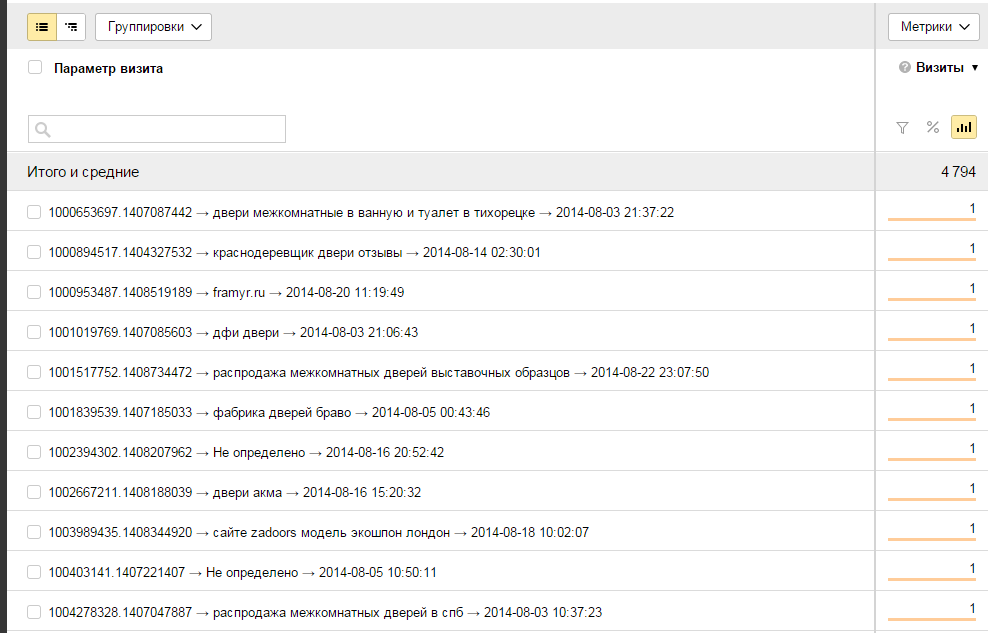 Группировки Метрики
Параметр визита Визиты
%
Итого и средние 4 794
1000653697.1407087442 → двери межкомнатные в ванную и туалет в тихорецке → 2014-08-03 21:37:22 1
1000894517.1404327532 → краснодеревщик двери отзывы → 2014-08-14 02:30:01 1
1000953487.1408519189 → framyr.ru → 2014-08-20 11:19:49 1
1001019769.1407085603 → дфи двери → 2014-08-03 21:06:43 1
1001517752.1408734472 → распродажа межкомнатных дверей выставочных образцов → 2014-08-22 23:07:50 1
1001839539.1407185033 → фабрика дверей браво → 2014-08-05 00:43:46 1
1002394302.1408207962 → Не определено → 2014-08-16 20:52:42 1
1002667211.1408188039 → двери акма → 2014-08-16 15:20:32 1
1003989435.1408344920 → сайте zadoors модель экошпон лондон → 2014-08-18 10:02:07 1
100403141.1407221407 → Не определено → 2014-08-05 10:50:11 1
1004278328.1407047887 → распродажа межкомнатных дверей в спб → 2014-08-03 10:37:23 1